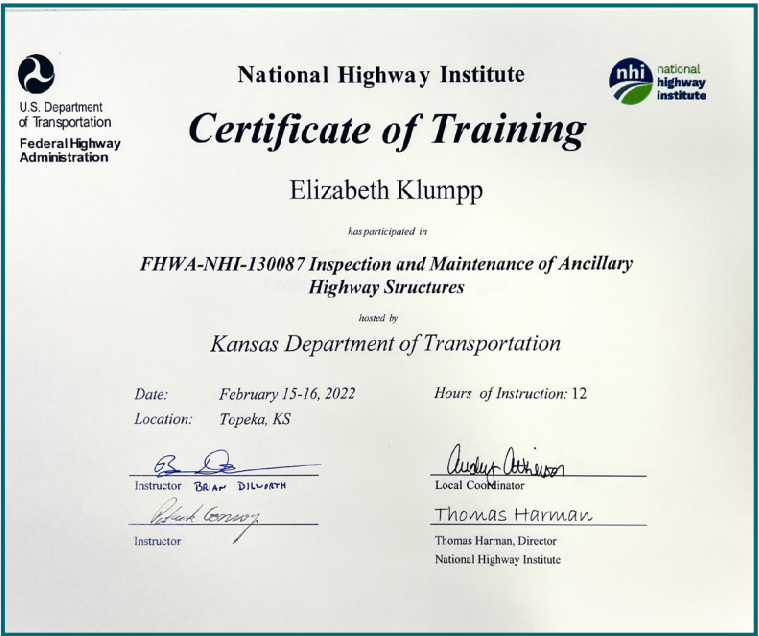 U.S. Department
of Transportation
Federal Highway
Administration
National Highway Institute
nhi national
highway
institute
Certificate of Training
Elizabeth Klumpp
has participated in
FHWA-NHI-130087 Inspection and Maintenance of Ancillary
Highway Structures
hosted by
Kansas Department of Transportation
Date: February 15-16, 2022
Location: Topeka, KS
Hours of Instruction: 12
Instructor BRIAN DILWORTH
Local Coordinator
Patrick Conroy
Instructor
Thomas Harman
Thomas Harman, Director
National Highway Institute